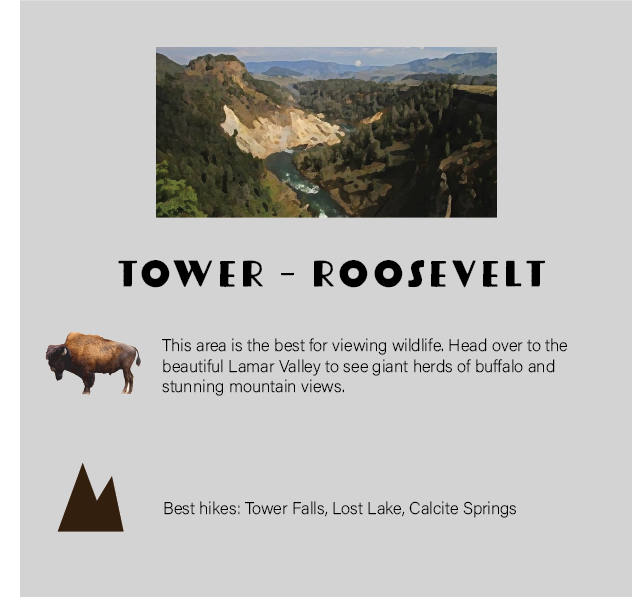 TOWER – ROOSEVELT
This area is the best for viewing wildlife. Head over to the
beautiful Lamar Valley to see giant herds of buffalo and
stunning mountain views.
Best hikes: Tower Falls, Lost Lake, Calcite Springs